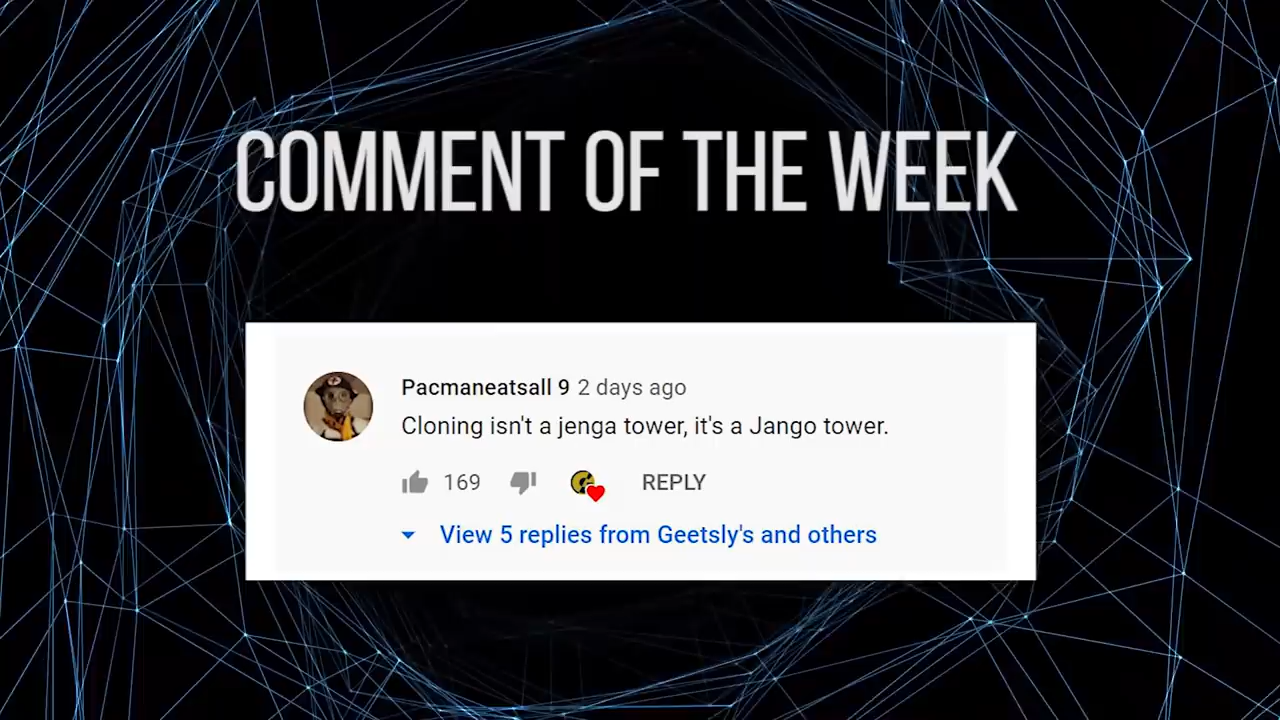 COMMENT OF THE WEEK
Pacmaneatsall 9 2 days ago
Cloning isn't a jenga tower, it's a Jango tower.
169 REPLY
View 5 replies from Geetsly's and others